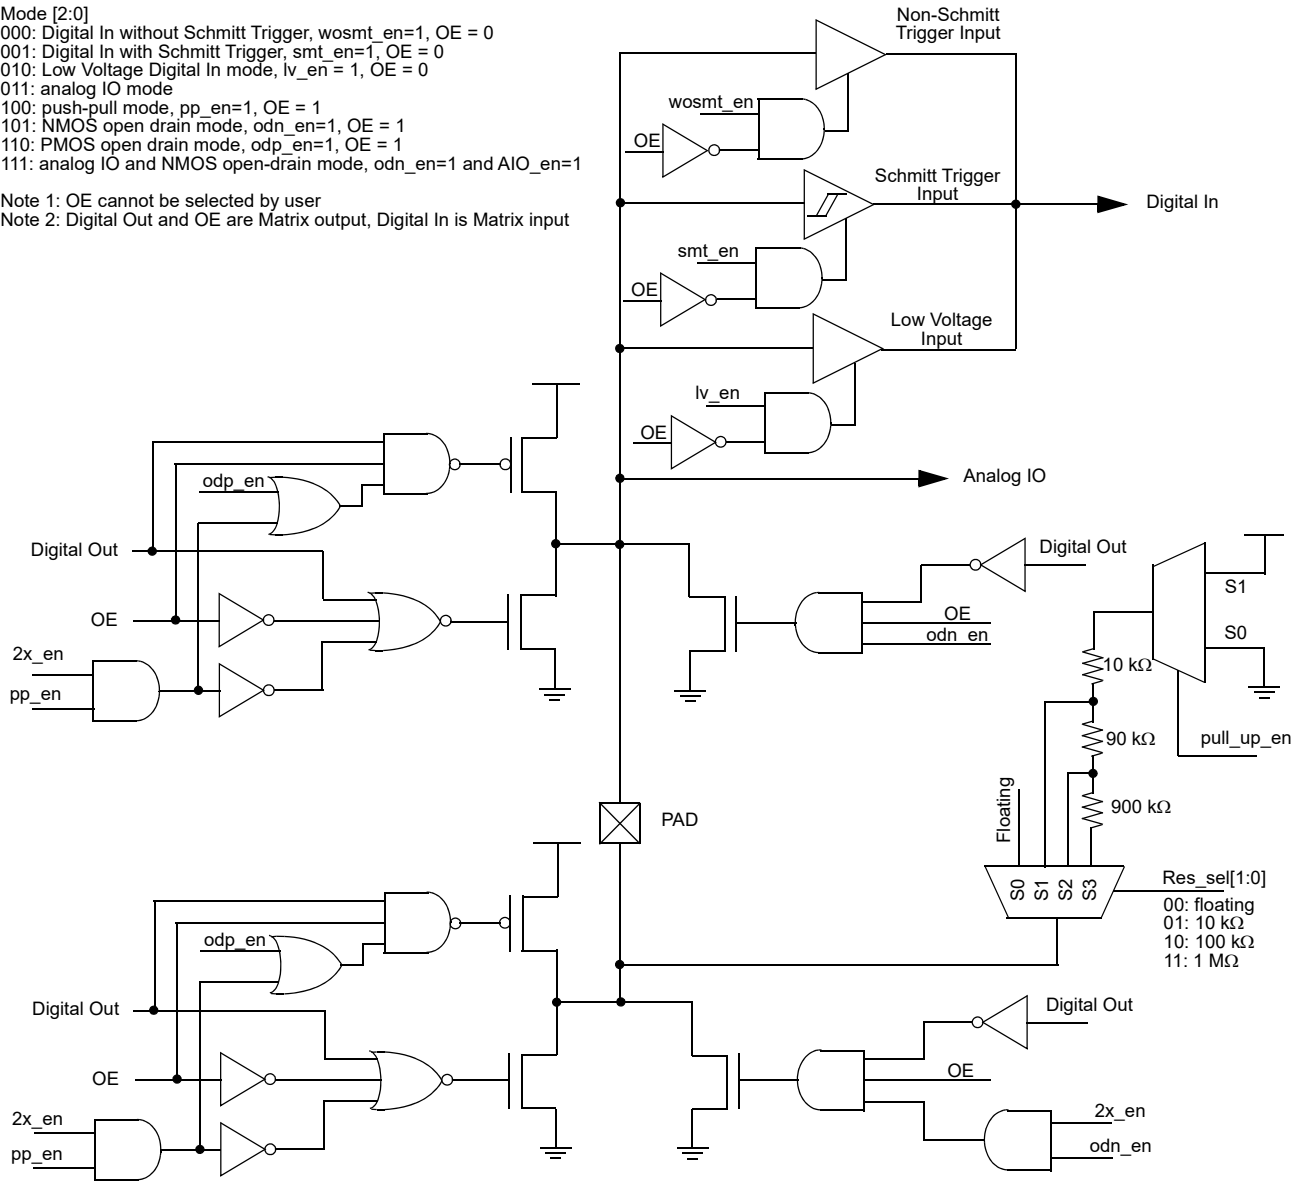 Mode [2:0]
000: Digital In without Schmitt Trigger, wosmt_en=1, OE = 0
001: Digital In with Schmitt Trigger, smt_en=1, OE = 0
010: Low Voltage Digital In mode, lv_en = 1, OE = 0
011: analog IO mode
100: push-pull mode, pp_en=1, OE = 1
101: NMOS open drain mode, odn_en=1, OE = 1
110: PMOS open drain mode, odp_en=1, OE = 1
111: analog IO and NMOS open-drain mode, odn_en=1 and AIO_en=1
Note 1: OE cannot be selected by user
Note 2: Digital Out and OE are Matrix output, Digital In is Matrix input
Non-Schmitt
Trigger Input
wosmt_en
OE
Schmitt Trigger
Input
Digital In
smt_en
OE
Low Voltage
Input
lv_en
OE
Analog IO
odp_en
Digital Out
OE
2x_en
pp_en
Digital Out
OE
odn_en
S1
S0
10 kΩ
90 kΩ
pull_up_en
900 kΩ
Floating
PAD
S0
S1
S2
S3
Res_sel[1:0]
00: floating
01: 10 kΩ
10: 100 kΩ
11: 1 MΩ
odp_en
Digital Out
OE
2x_en
pp_en
Digital Out
OE
2x_en
odn_en